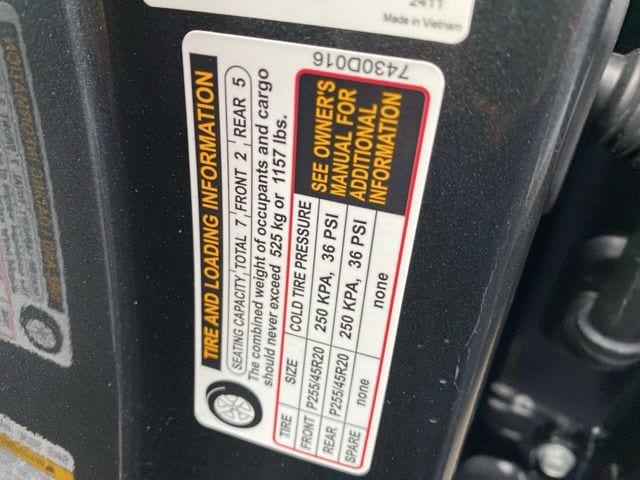 2411
Made in Vietnam
7430D016
TIRE AND LOADING INFORMATION
SEATING CAPACITY TOTAL 7 FRONT 2 REAR 5
The combined weight of occupants and cargo
should never exceed 525 kg or 1157 lbs.
TIRE SIZE COLD TIRE PRESSURE
FRONT P255/45R20 250 KPA, 36 PSI
REAR P255/45R20 250 KPA, 36 PSI
SPARE none none
SEE OWNER'S
MANUAL FOR
ADDITIONAL
INFORMATION